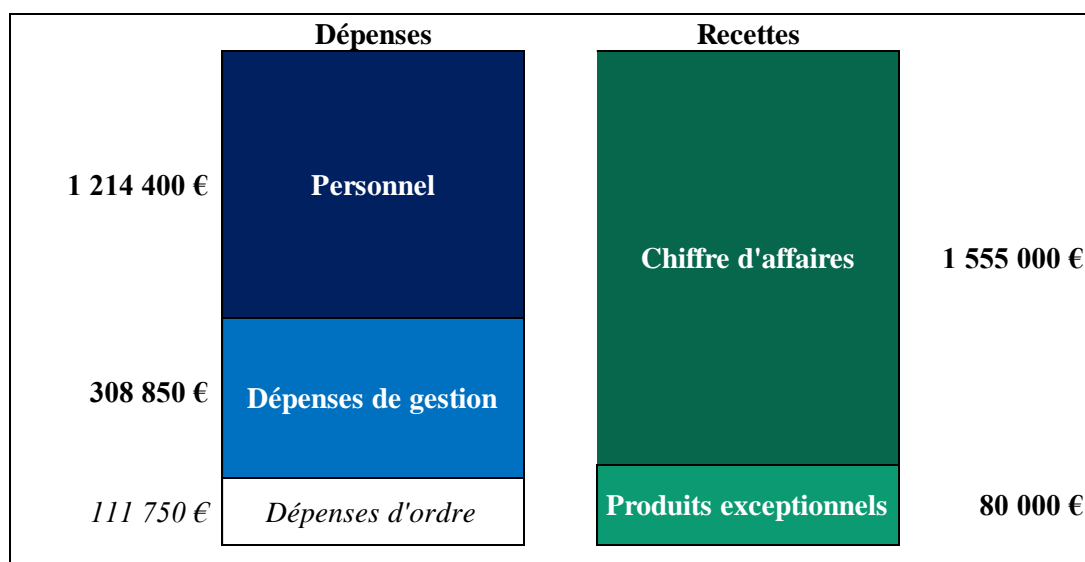 Dépenses
Recettes
1 214 400 €
Personnel
Chiffre d'affaires
1 555 000 €
308 850 €
Dépenses de gestion
111 750 €
Dépenses d'ordre
Produits exceptionnels
80 000 €